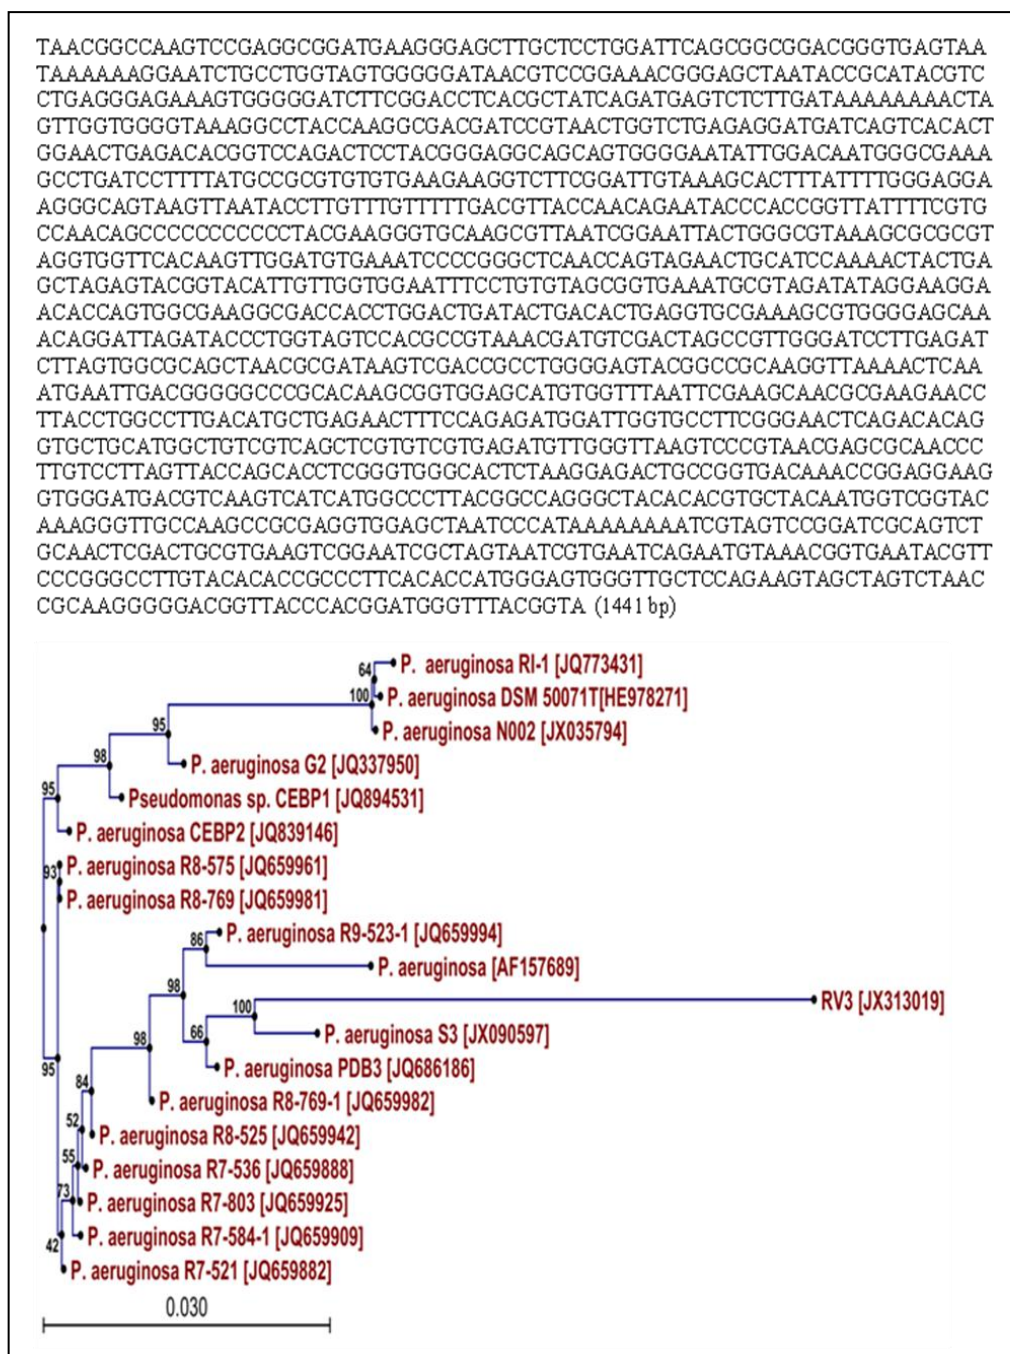 TAACGGCCAAGTCCGAGGCGGATGAAGGGAGCTTGCTCCTGGATTCAGCGGCGGACGGGTGAGTAA
TAAAAAAAGGAATCTGCCTGGTAGTGGGGGATAACGTCCGGAAACGGGAGCTAATACCGCATACGTC
CTGAGGGAGAAAGTGGGGGATCTTCGGACCTCACGCTATCAGATGAGTCTCTTGATAAAAAAAAACTA
GTTGGTGGGGTAAAGGCCTACCAAGGCGACGATCCGTAACTGGTCTGAGAGGATGATCAGTCACACT
GGAACTGAGACACGGTCCAGACTCCTACGGGAGGCAGCAGTGGGGAATATTGGACAATGGGCGAAA
GCCTGATCCTTTTATGCCGCGTGTGTGAAGAAGGTCTTCGGATTGTAAAGCACTTTATTTTGGGAGGA
AGGGCAGTAAGTTAATACCTTGTTTGTTTTTGACGTTACCAACAGAATACCCACCGGTTATTTTCGTG
CCAACAGCCCCCCCCCCCCTACGAAGGGTGCAAGCGTTAATCGGAATTACTGGGCGTAAAGCGCGCGT
AGGTGGTTCACAAGTTGGATGTGAAATCCCCGGGCTCAACCAGTAGAACTGCATCCAAAACTACTGA
GCTAGAGTACGGTACATTGTTGGTGGAATTTCCTGTGTAGCGGTGAAATGCGTAGATATAGGAAGGA
ACACCAGTGGCGAAGGCGACCACCTGGACTGATACTGACACTGAGGTGCGAAAGCGTGGGGAGCAA
ACAGGATTAGATACCCTGGTAGTCCACGCCGTAAACGATGTCGACTAGCCGTTGGGATCCTTGAGAT
CTTAGTGGCGCAGCTAACGCGATAAGTCGACCGCCTGGGGAGTACGGCCGCAAGGTTAAAACTCAA
ATGAATTGACGGGGGCCCGCACAAGCGGTGGAGCATGTGGTTTAATTCGAAGCAACGCGAAGAACC
TTACCTGGCCTTGACATGCTGAGAACTTTCCAGAGATGGATTGGTGCCTTCGGGAACTCAGACACAG
GTGCTGCATGGCTGTCGTCAGCTCGTGTCGTGAGATGTTGGGTTAAGTCCCGTAACGAGCGCAACCC
TTGTCCTTAGTTACCAGCACCTCGGGTGGGCACTCTAAGGAGACTGCCGGTGACAAACCGGAGGAAG
GTGGGATGACGTCAAGTCATCATGGCCCTTACGGCCAGGGCTACACACGTGCTACAATGGTCGGTAC
AAAGGGTTGCCAAGCCGCGAGGTGGAGCTAATCCCATAAAAAAAATCGTAGTCCGGATCGCAGTCT
GCAACTCGACTGCGTGAAGTCGGAATCGCTAGTAATCGTGAATCAGAATGTAAACGGTGAATACGTT
CCCGGGCCTTGTACACACCGCCCTTCACACCATGGGAGTGGGTTGCTCCAGAAGTAGCTAGTCTAAC
CGCAAGGGGGACGGTTACCCACGGATGGGTTTACGGTA (1441 bp)
64 P. aeruginosa RI-1 [JQ773431]
100 P. aeruginosa DSM 50071T[HE978271]
95 P. aeruginosa N002 [JX035794]
98 P. aeruginosa G2 [JQ337950]
95 Pseudomonas sp. CEBP1 [JQ894531]
P. aeruginosa CEBP2 [JQ839146]
93 P. aeruginosa R8-575 [JQ659961]
P. aeruginosa R8-769 [JQ659981]
86 P. aeruginosa R9-523-1 [JQ659994]
P. aeruginosa [AF157689]
98 100 RV3 [JX313019]
66 P. aeruginosa S3 [JX090597]
98 P. aeruginosa PDB3 [JQ686186]
95 84 P. aeruginosa R8-769-1 [JQ659982]
52 P. aeruginosa R8-525 [JQ659942]
55 P. aeruginosa R7-536 [JQ659888]
73 P. aeruginosa R7-803 [JQ659925]
42 P. aeruginosa R7-584-1 [JQ659909]
P. aeruginosa R7-521 [JQ659882]
0.030